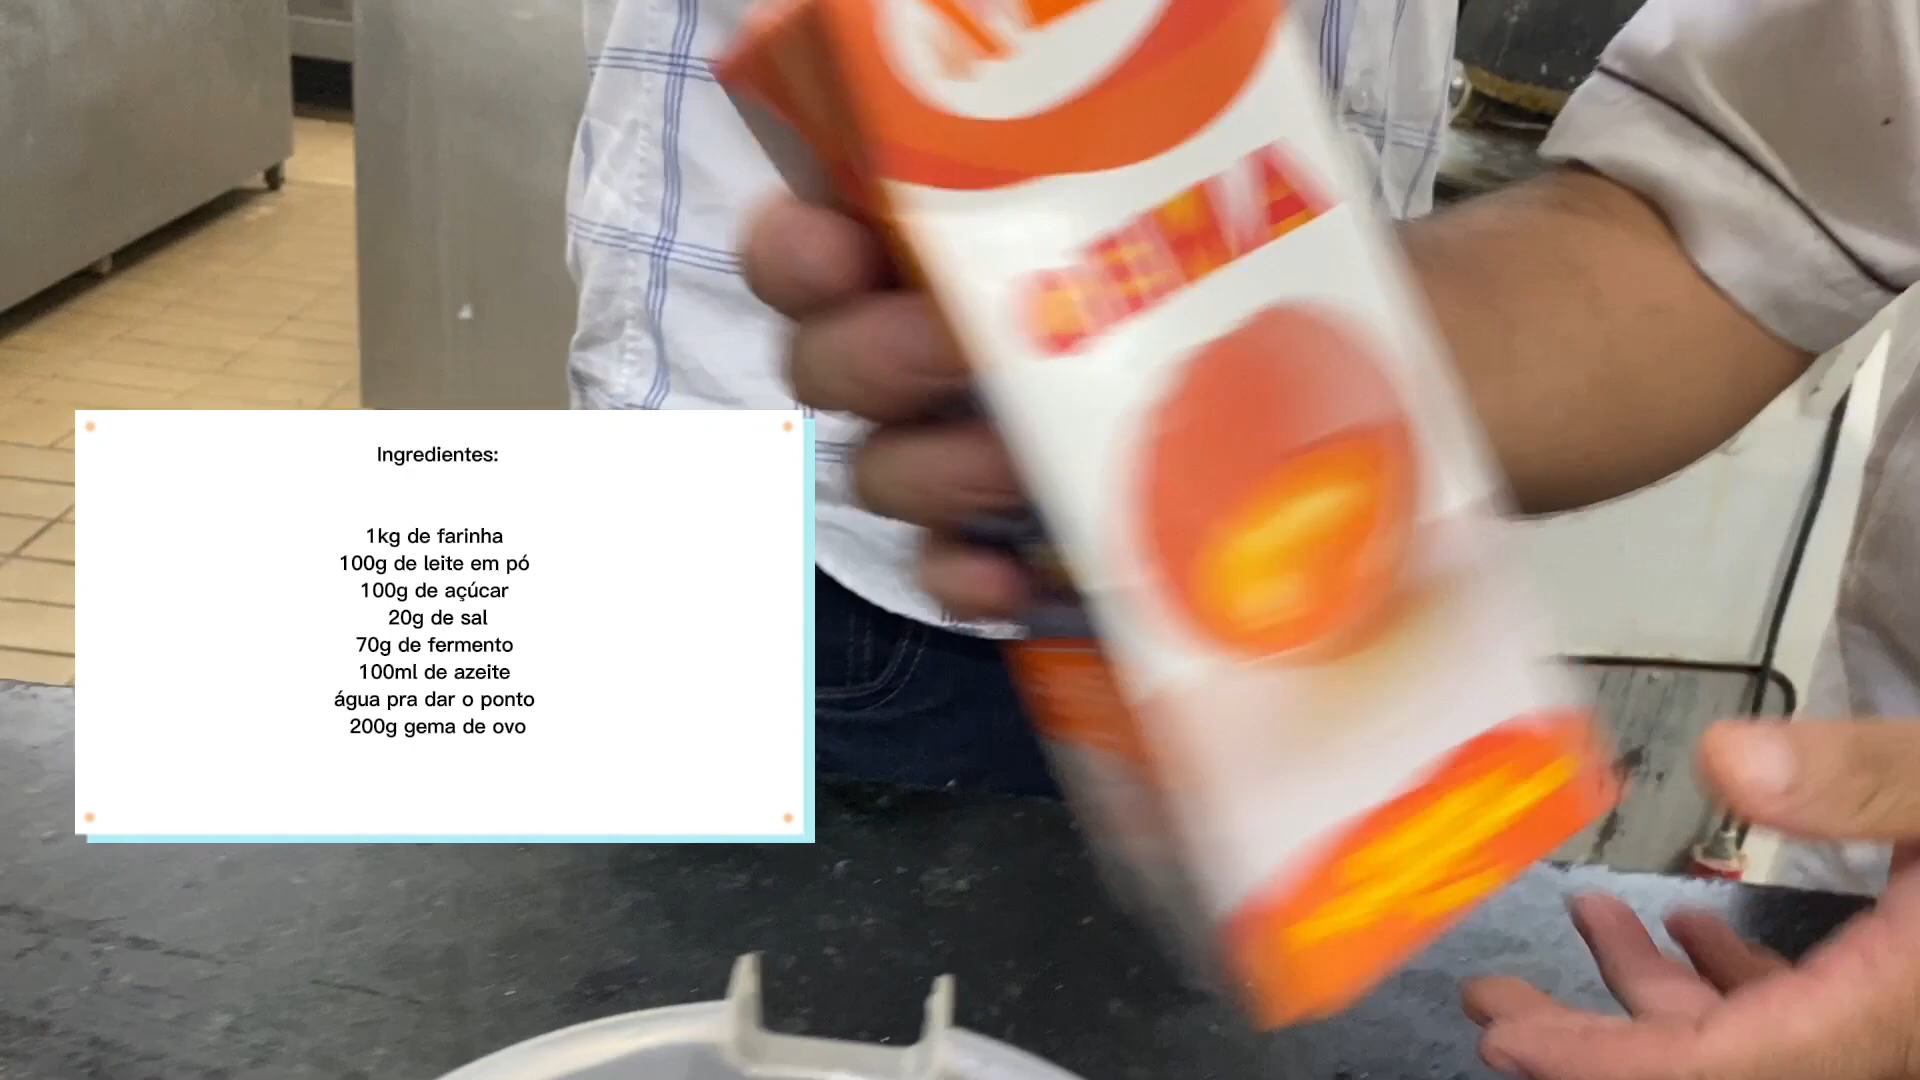 GEMA
Ingredientes:
1kg de farinha
100g de leite em pó
100g de açúcar
20g de sal
70g de fermento
100ml de azeite
água pra dar o ponto
200g gema de ovo